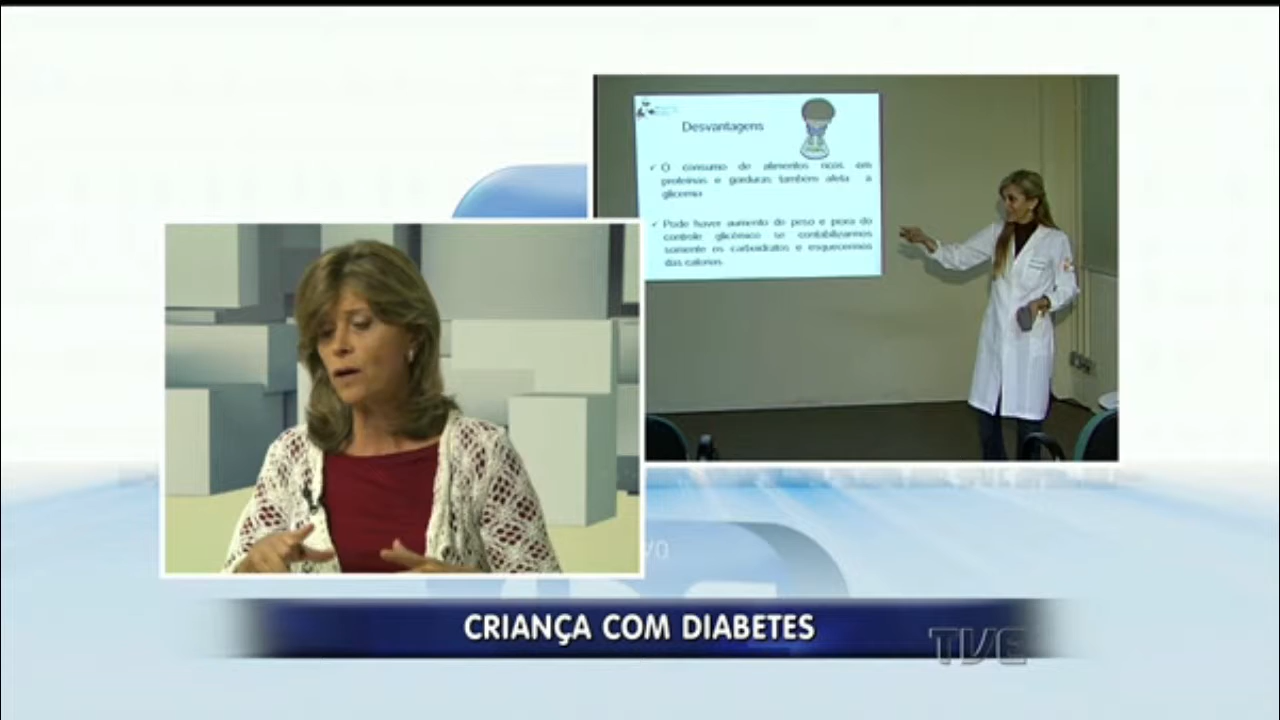 Desvantagens
✓ O consumo de alimentos ricos em
proteínas e gorduras também afeta a
glicemia
✓ Pode haver aumento do peso e piora do
controle glicêmico se contabilizarmos
somente os carboidratos e esquecermos
das calorias.
CRIANÇA COM DIABETES
TVE